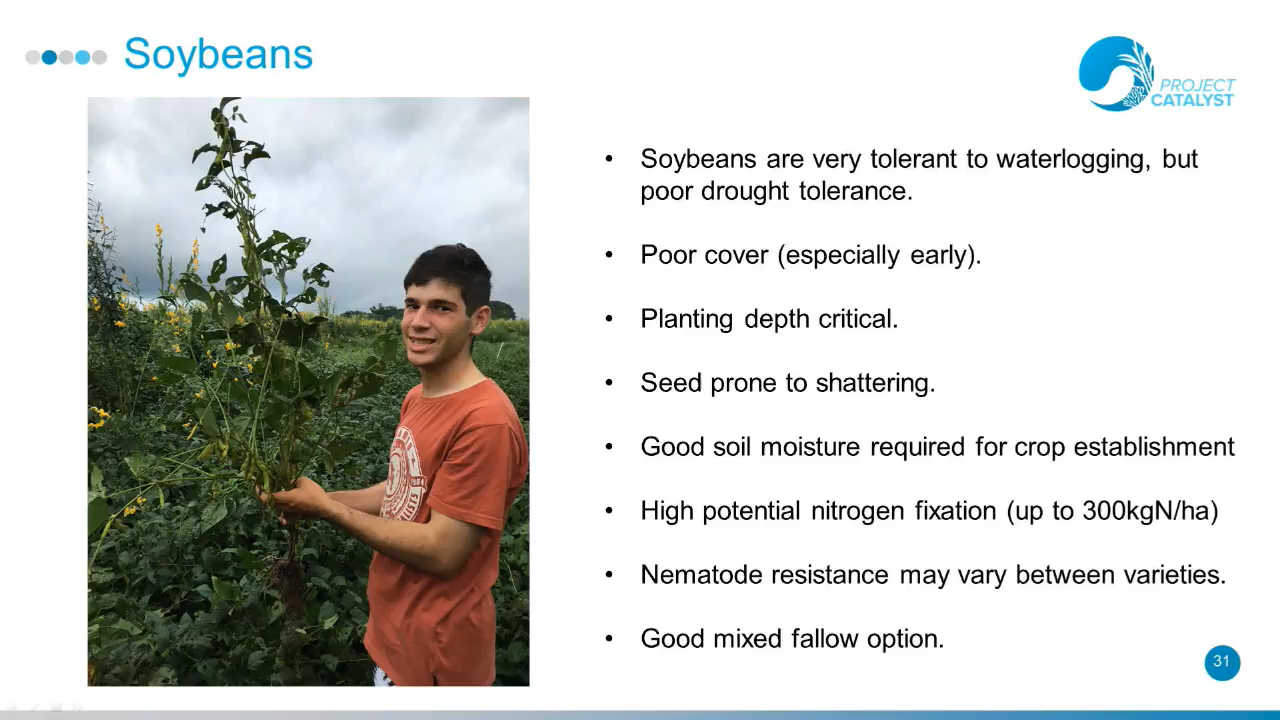 Soybeans
PROJECT
CATALYST
• Soybeans are very tolerant to waterlogging, but
poor drought tolerance.
• Poor cover (especially early).
• Planting depth critical.
• Seed prone to shattering.
• Good soil moisture required for crop establishment
• High potential nitrogen fixation (up to 300kgN/ha)
• Nematode resistance may vary between varieties.
• Good mixed fallow option.
31